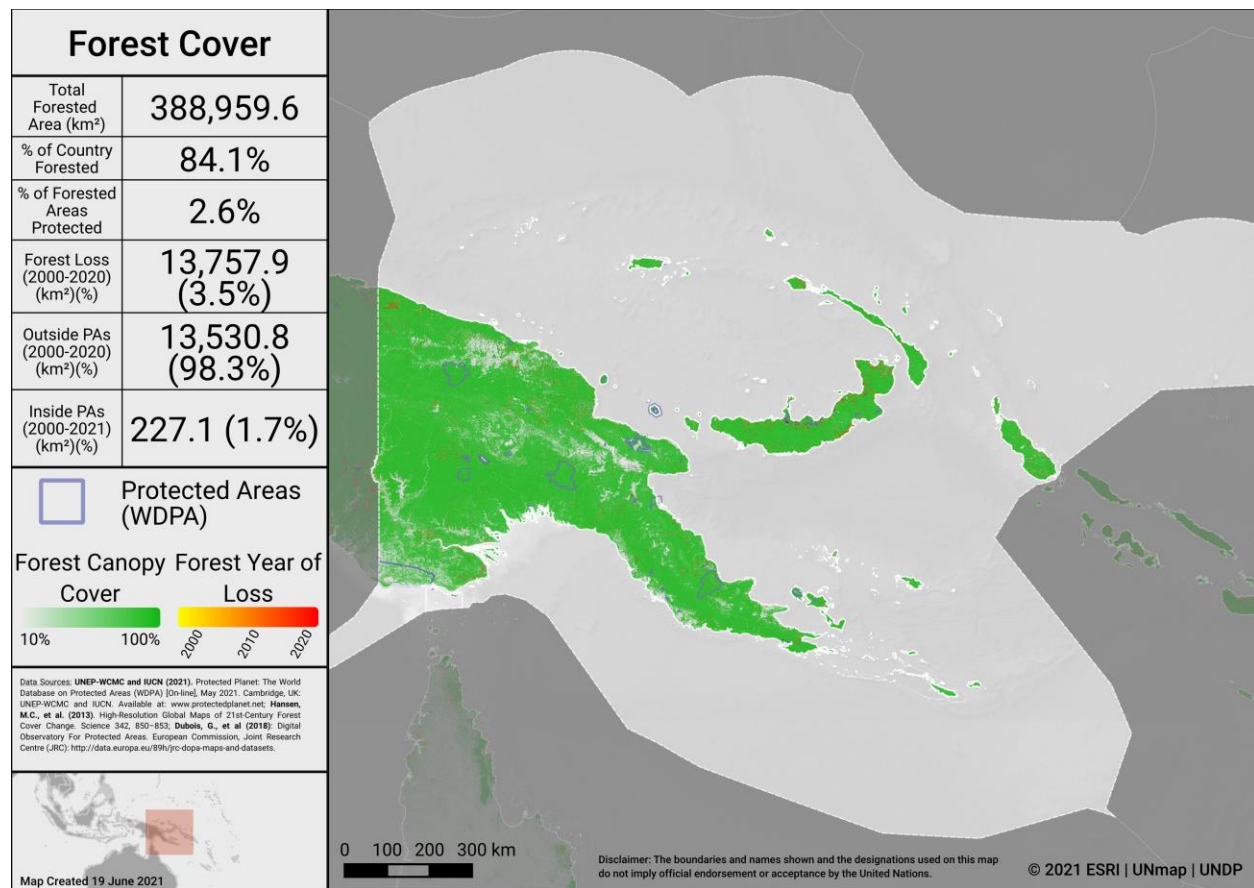 Forest Cover
Total
Forested
Area (km²)
388,959.6
% of Country
Forested
84.1%
% of Forested
Areas
Protected
2.6%
Forest Loss
(2000-2020)
(km²)(%)
13,757.9
(3.5%)
Outside PAs
(2000-2020)
(km²)(%)
13,530.8
(98.3%)
Inside PAs
(2000-2021)
(km²)(%)
227.1 (1.7%)
Protected Areas
(WDPA)
Forest Canopy
Cover
10%
100%
Forest Year of
Loss
2000
2010
2020
Data Sources: UNEP-WCMC and IUCN (2021). Protected Planet: The World
Database on Protected Areas (WDPA) [On-line], May 2021. Cambridge, UK:
UNEP-WCMC and IUCN. Available at: www.protectedplanet.net; Hansen,
M.C., et al. (2013). High-Resolution Global Maps of 21st-Century Forest
Cover Change. Science 342, 850–853; Dubois, G., et al (2018): Digital
Observatory For Protected Areas. European Commission, Joint Research
Centre (JRC): http://data.europa.eu/89h/jrc-dopa-maps-and-datasets.
Map Created 19 June 2021
0 100 200 300 km
Disclaimer: The boundaries and names shown and the designations used on this map
do not imply official endorsement or acceptance by the United Nations.
© 2021 ESRI | UNmap | UNDP